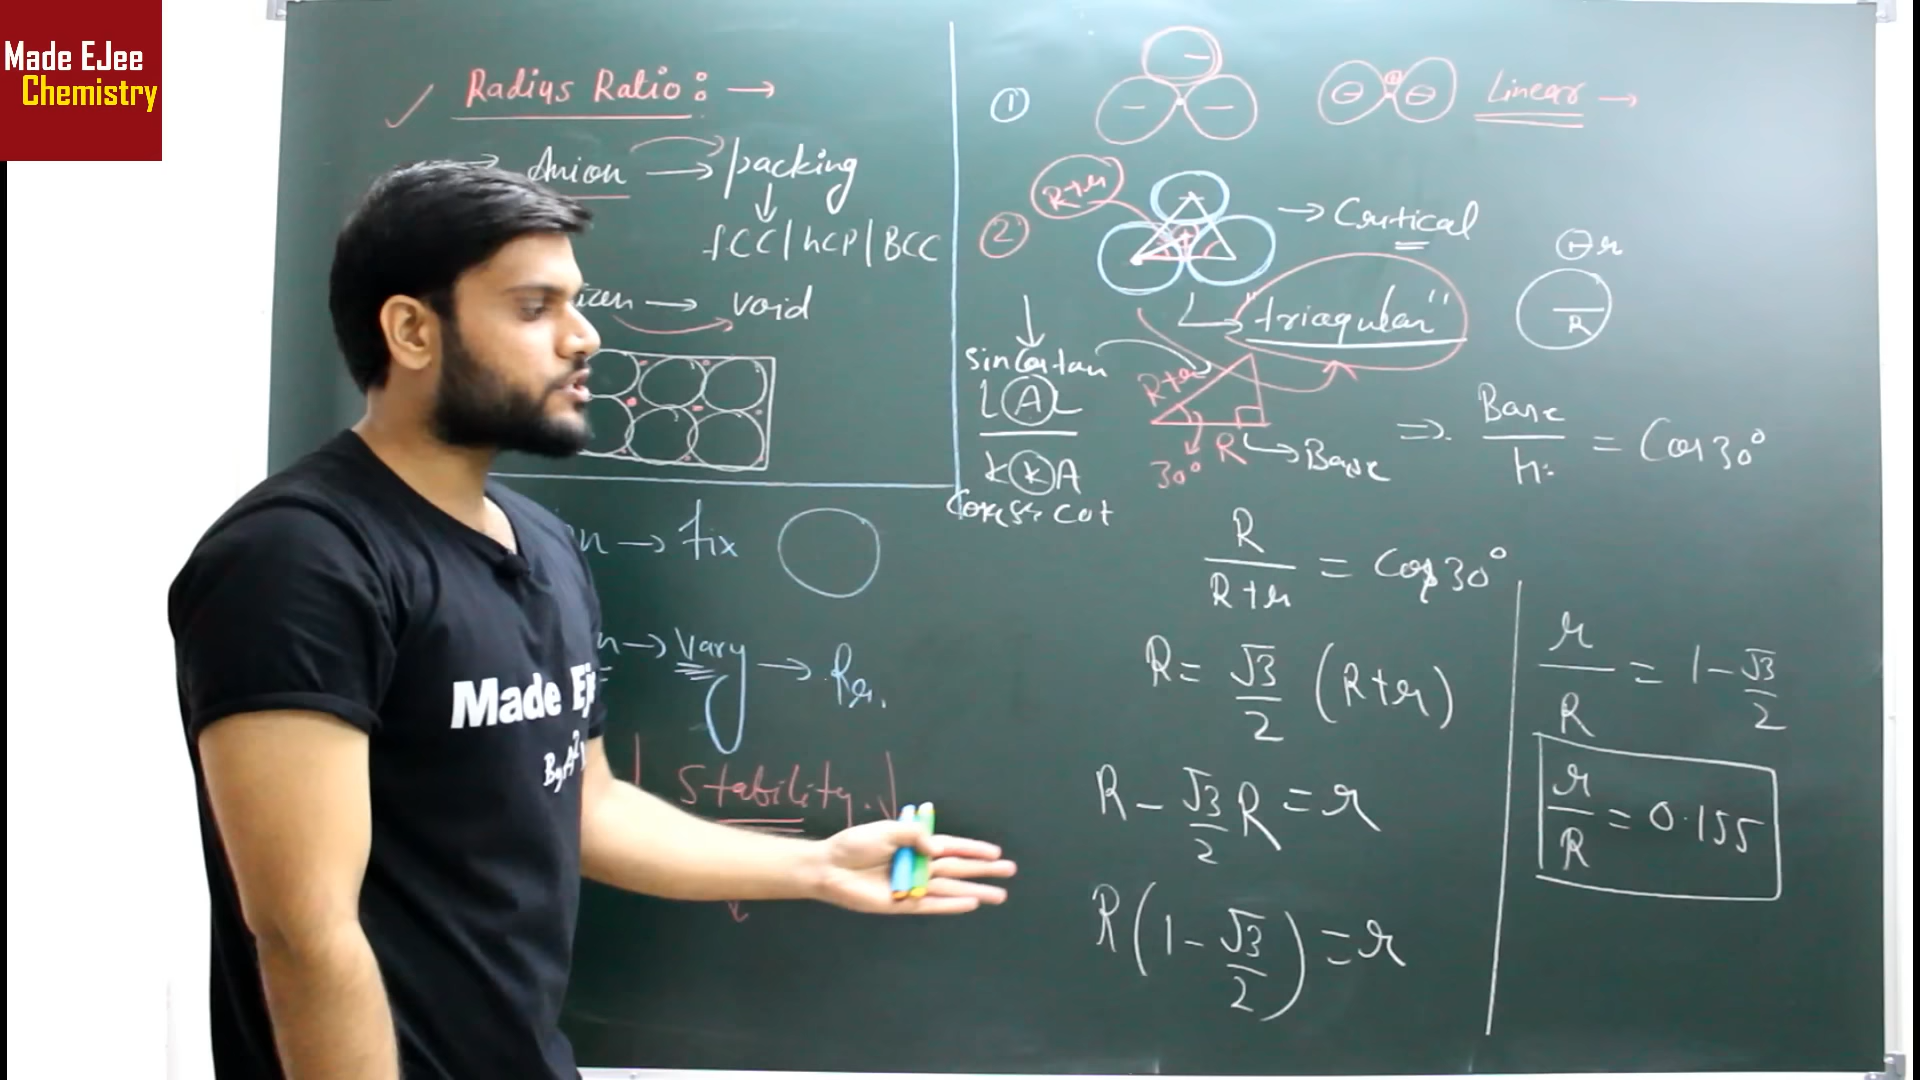 Made EJee
Chemistry
Radius Ratio: →
Anion → packing
↓
FCC | hCP | BCC
→ void
→ fix
→ Vary → Rr.
Stability ↓
Made Ej
①
− − −
⊖ ⊕ ⊖ Linear →
R+r
② → Critical
"triangular"
⊖ r
R
sin Cos tan
L A L
K K A
Cosec cot
R+r
30° R → Base ⇒ Base/h = Cos 30°
R/(R+r) = Cos 30°
R = √3/2 (R+r)
R − √3/2 R = r
R(1 − √3/2) = r
r/R = 1 − √3/2
r/R = 0.155